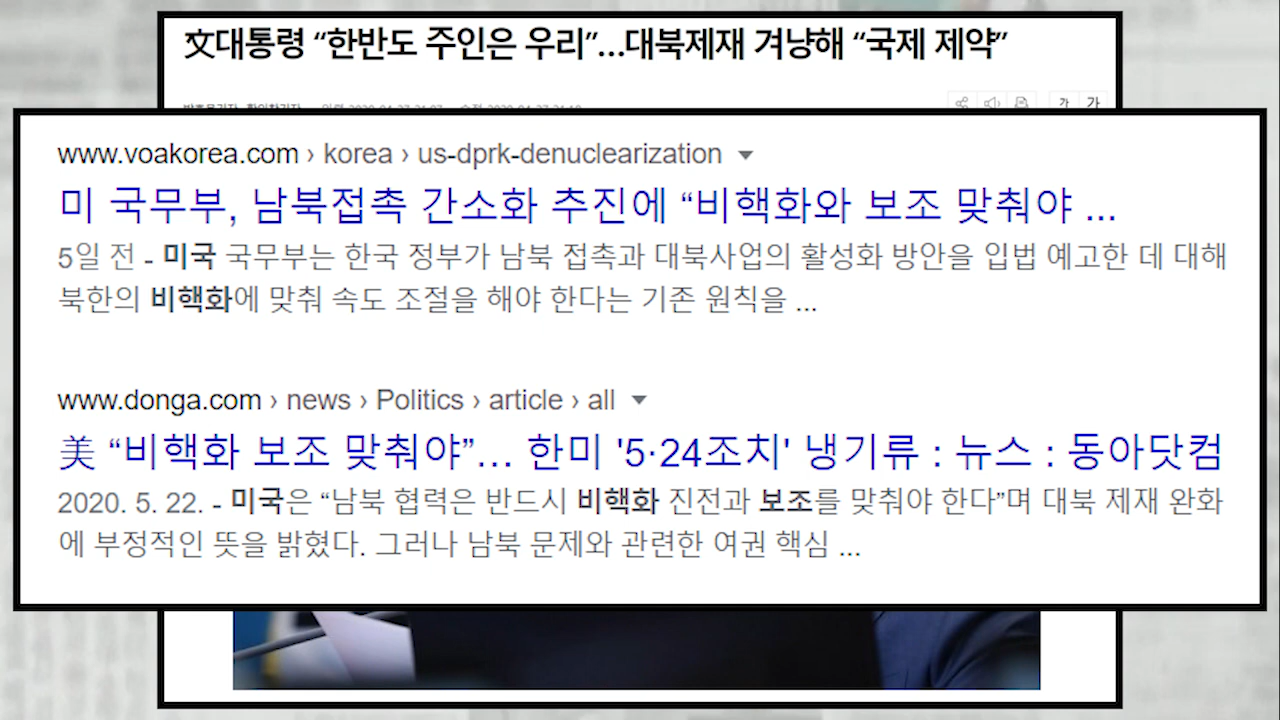 文대통령 “한반도 주인은 우리”…대북제재 겨냥해 “국제 제약”
가 가
www.voakorea.com › korea › us-dprk-denuclearization
미 국무부, 남북접촉 간소화 추진에 “비핵화와 보조 맞춰야 ...
5일 전 - 미국 국무부는 한국 정부가 남북 접촉과 대북사업의 활성화 방안을 입법 예고한 데 대해
북한의 비핵화에 맞춰 속도 조절을 해야 한다는 기존 원칙을 ...
www.donga.com › news › Politics › article › all
美 “비핵화 보조 맞춰야”… 한미 '5·24조치' 냉기류 : 뉴스 : 동아닷컴
2020. 5. 22. - 미국은 “남북 협력은 반드시 비핵화 진전과 보조를 맞춰야 한다”며 대북 제재 완화
에 부정적인 뜻을 밝혔다. 그러나 남북 문제와 관련한 여권 핵심 ...